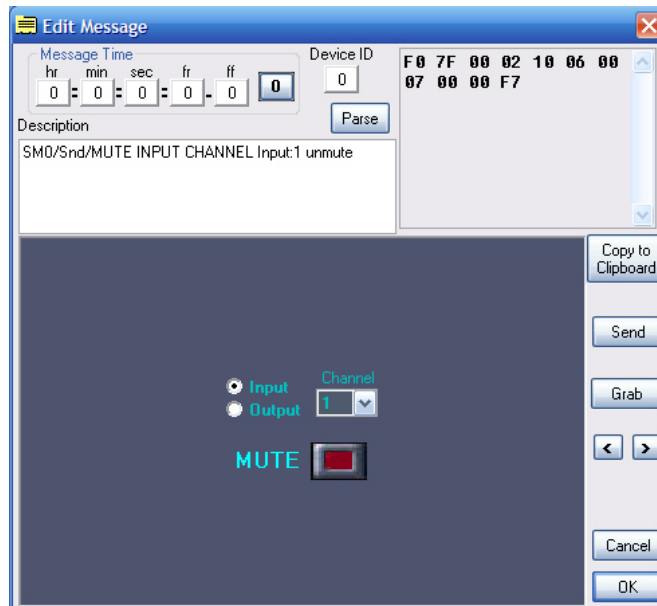 Edit Message
Message Time
hr min sec fr ff
0 : 0 : 0 : 0 . 0 0
Device ID
0
Parse
Description
SM0/Snd/MUTE INPUT CHANNEL Input:1 unmute
F0 7F 00 02 10 06 00
07 00 00 F7
Copy to
Clipboard
Send
Grab
< >
Cancel
OK
Input
Output
Channel
1
MUTE